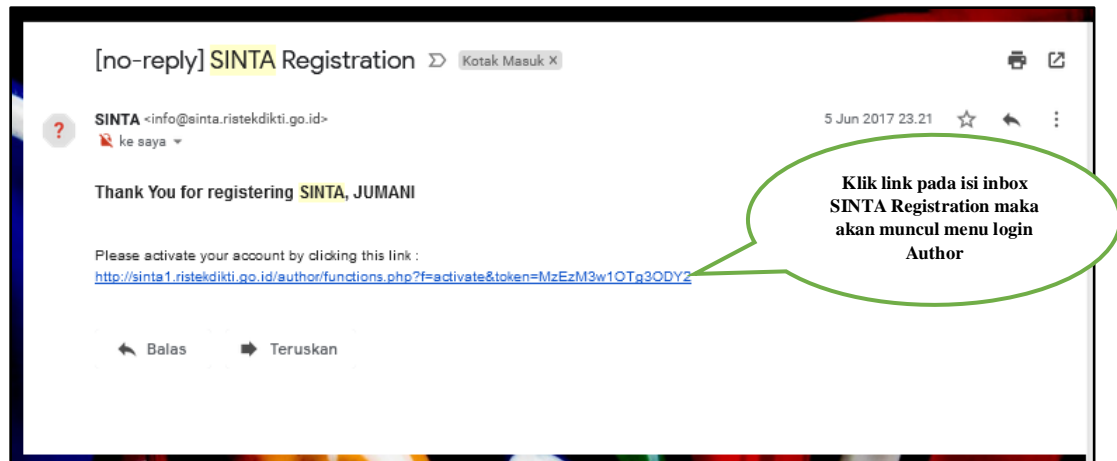 [no-reply] SINTA Registration Kotak Masuk ×
SINTA <info@sinta.ristekdikti.go.id>
5 Jun 2017 23.21
ke saya
Thank You for registering SINTA, JUMANI
Please activate your account by clicking this link :
http://sinta1.ristekdikti.go.id/author/functions.php?f=activate&token=MzEzM3w1OTg3ODY2
Klik link pada isi inbox
SINTA Registration maka
akan muncul menu login
Author
Balas
Teruskan